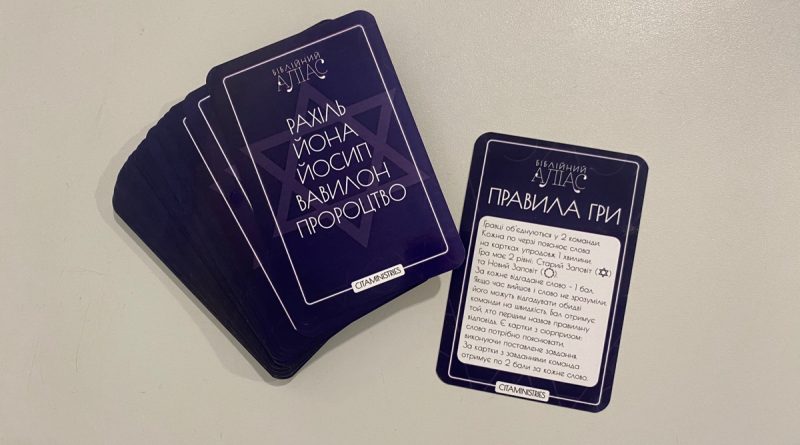 БІБЛІЙНИЙ
АЛІАС
РАХІЛЬ
ЙОНА
ЙОСИП
ВАВИЛОН
ПРОРОЦТВО
CITAMINISTRIES
БІБЛІЙНИЙ
АЛІАС
ПРАВИЛА ГРИ
Гравці об'єднуються у 2 команди.
Кожна по черзі пояснює слова
на картках упродовж 1 хвилини.
Гра має 2 рівні: Старий Заповіт (✡)
та Новий Заповіт ( ).
За кожне відгадане слово - 1 бал.
Якщо час вийшов і слово не зрозуміли,
його можуть відгадувати обидві
команди на швидкість. Бал отримує
той, хто першим назвав правильну
відповідь. Є картки з сюрпризом:
слова потрібно пояснювати,
виконуючи поставлене завдання.
За картки з завданнями команда
отримує по 2 бали за кожне слово.
CITAMINISTRIES